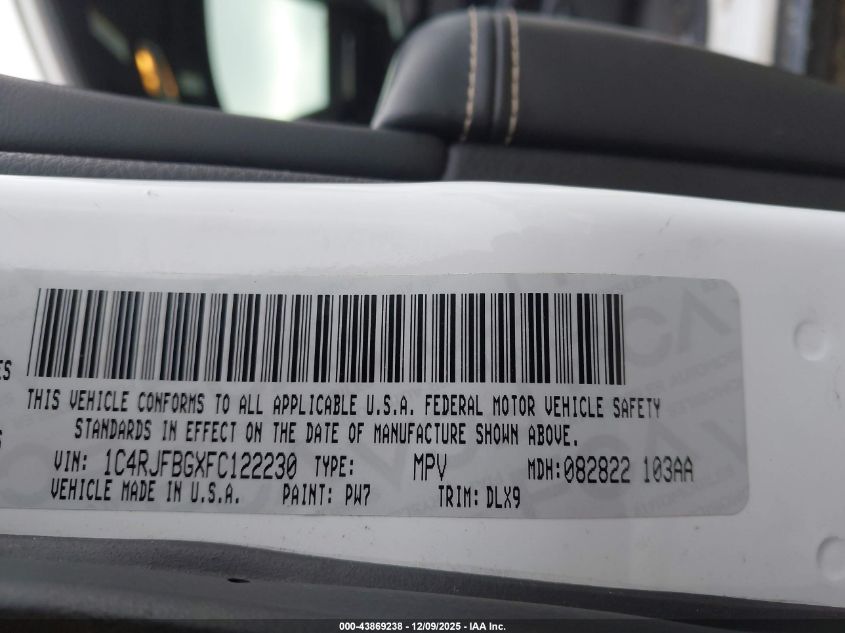 ES
THIS VEHICLE CONFORMS TO ALL APPLICABLE U.S.A. FEDERAL MOTOR VEHICLE SAFETY
STANDARDS IN EFFECT ON THE DATE OF MANUFACTURE SHOWN ABOVE.
S
VIN: 1C4RJFBGXFC122230 TYPE: MPV MDH:082822 103AA
VEHICLE MADE IN U.S.A. PAINT: PW7 TRIM: DLX9
000-43869238 - 12/09/2025 - IAA Inc.